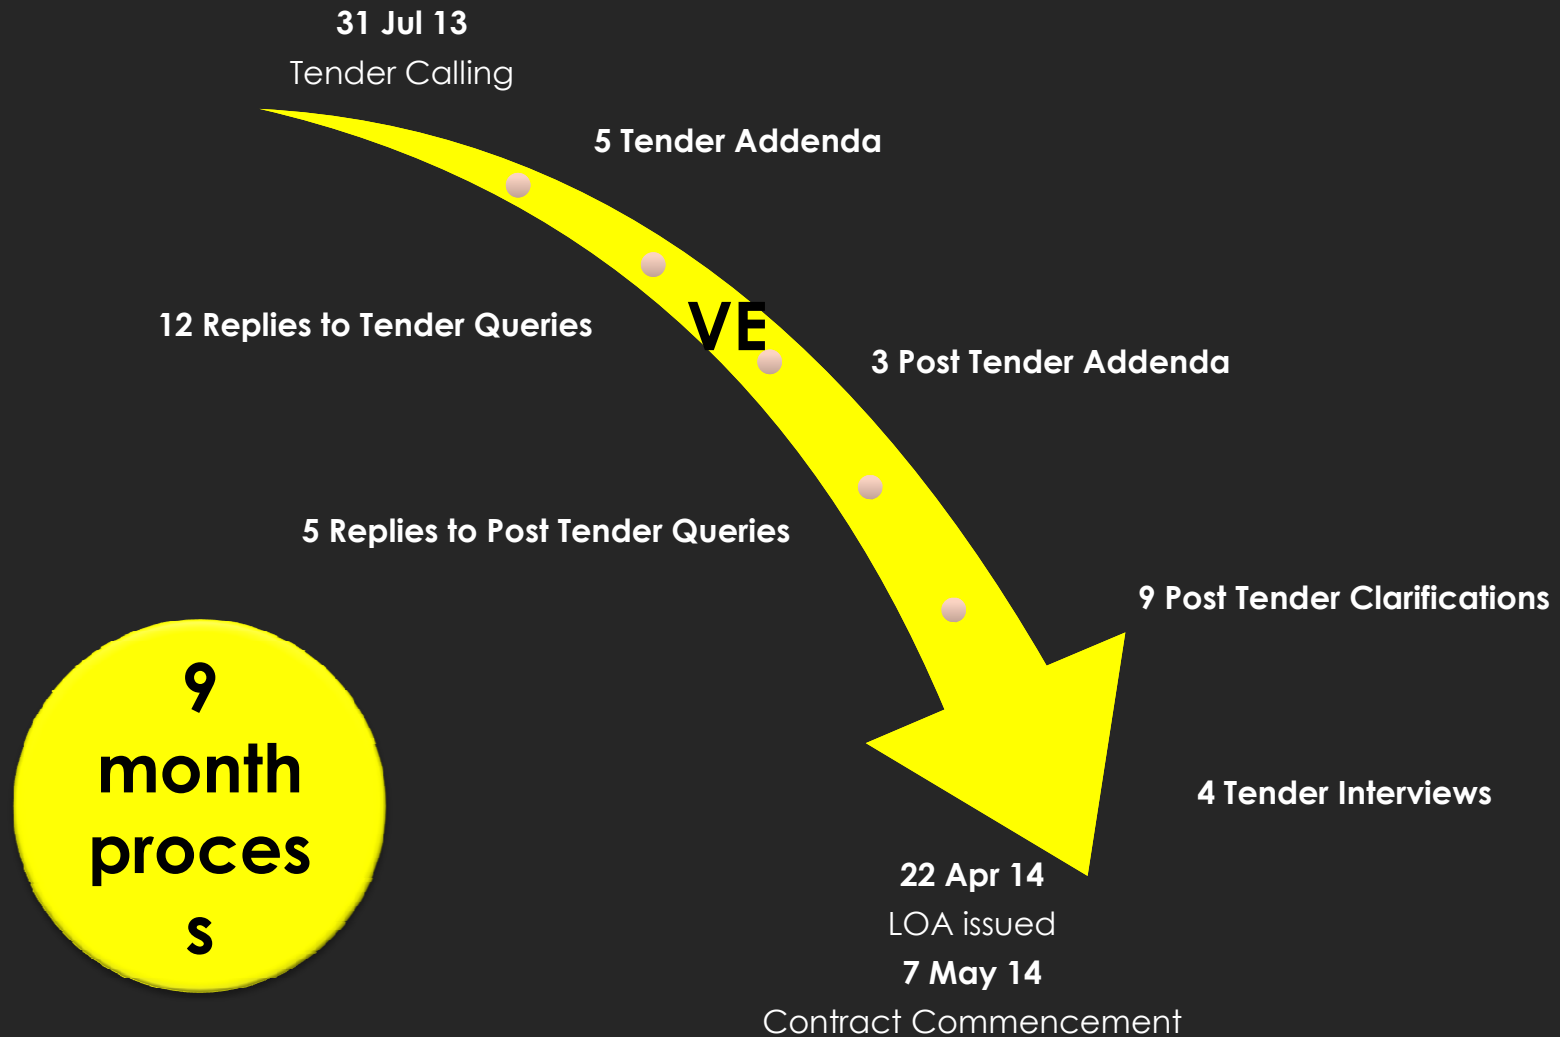 31 Jul 13
Tender Calling
5 Tender Addenda
12 Replies to Tender Queries
VE
3 Post Tender Addenda
5 Replies to Post Tender Queries
9 Post Tender Clarifications
9
month
proces
s
4 Tender Interviews
22 Apr 14
LOA issued
7 May 14
Contract Commencement